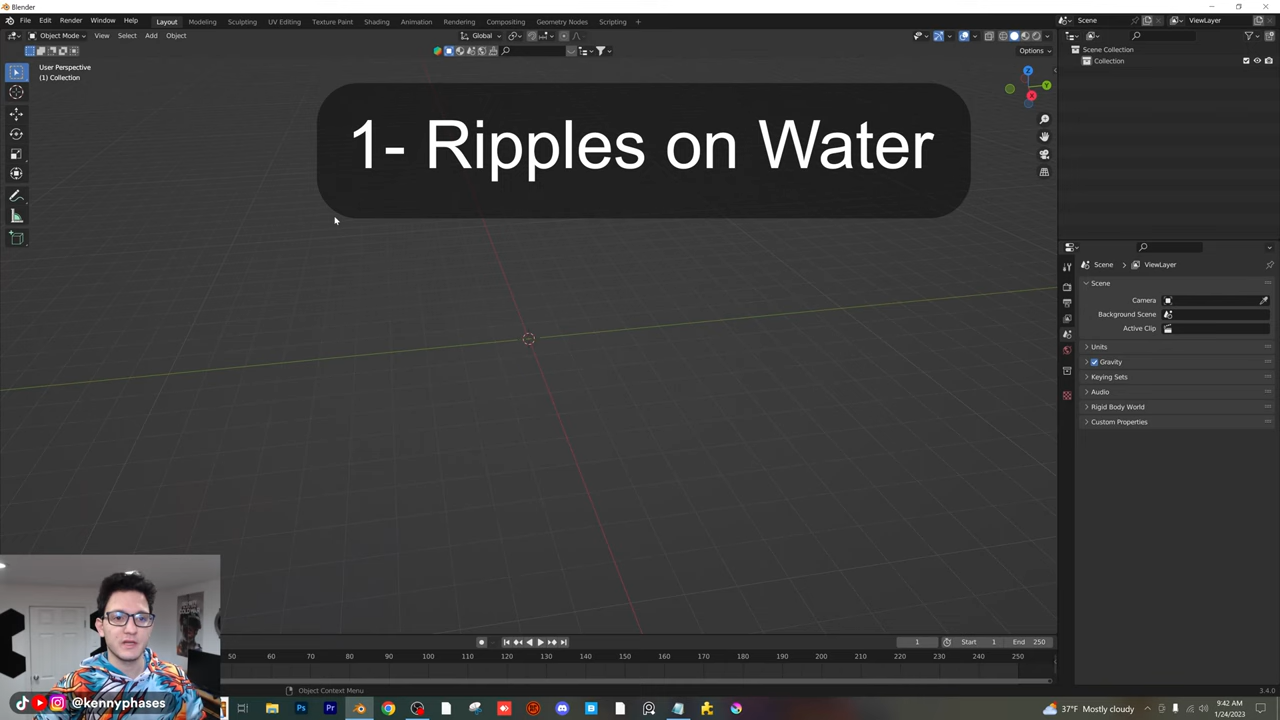 Blender
File Edit Render Window Help
Layout Modeling Sculpting UV Editing Texture Paint Shading Animation Rendering Compositing Geometry Nodes Scripting +
Scene
ViewLayer
Object Mode View Select Add Object
Global
Options
User Perspective
(1) Collection
1- Ripples on Water
Z
Y
X
Scene Collection
Collection
Scene > ViewLayer
Scene
Camera
Background Scene
Active Clip
Units
Gravity
Keying Sets
Audio
Rigid Body World
Custom Properties
1 Start 1 End 250
50 60 70 80 90 100 110 120 130 140 150 160 170 180 190 200 210 220 230 240 250
Object Context Menu
3.4.0
@kennyphases
37°F Mostly cloudy
9:42 AM
1/24/2023